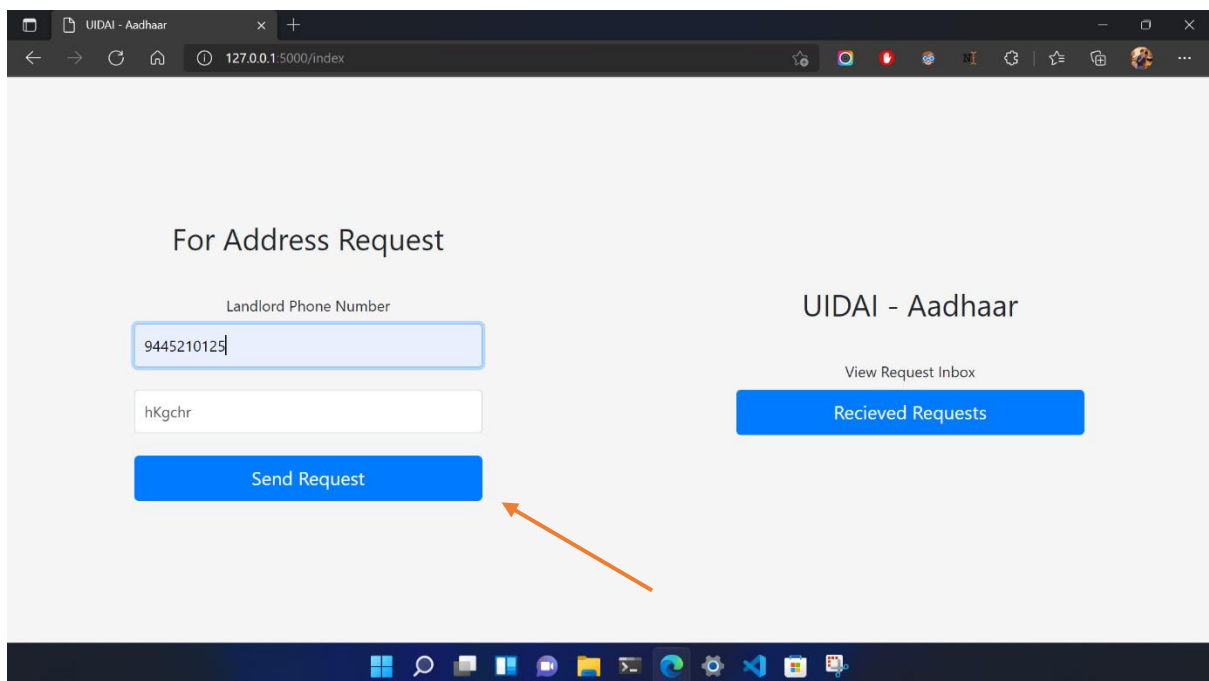 UIDAI - Aadhaar
127.0.0.1:5000/index
For Address Request
Landlord Phone Number
9445210125
hKgchr
Send Request
UIDAI - Aadhaar
View Request Inbox
Recieved Requests